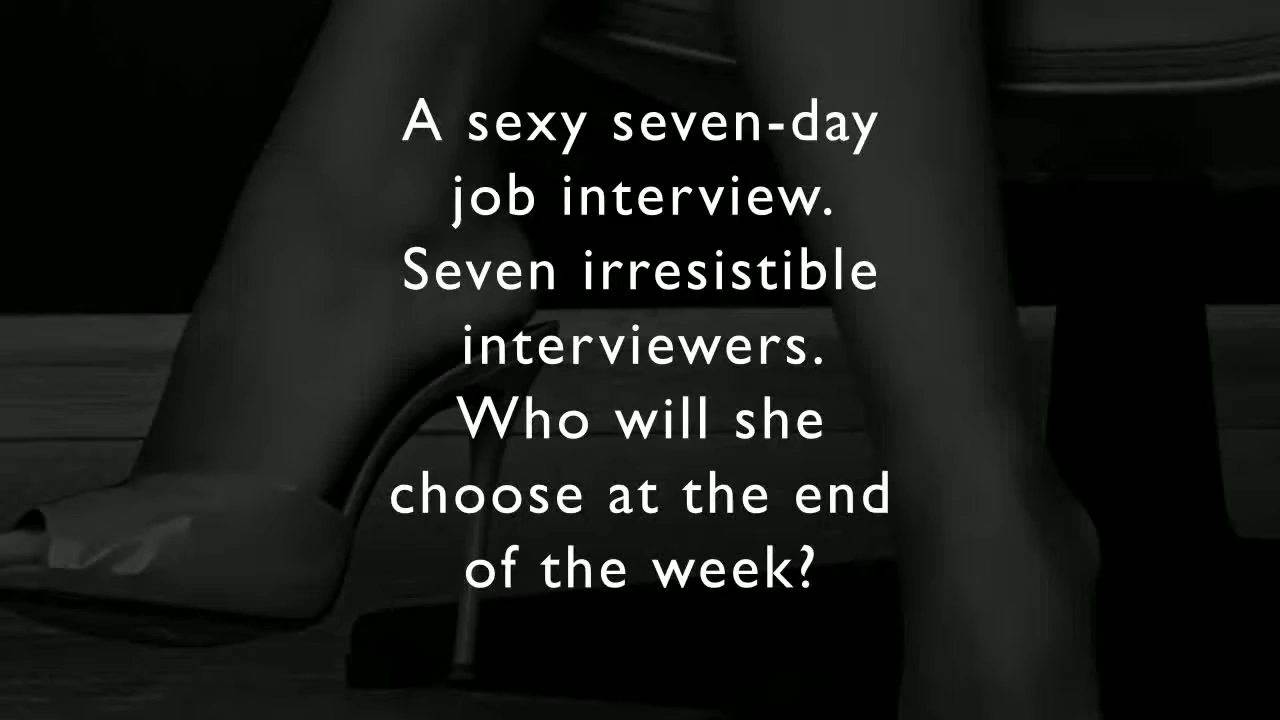 A sexy seven-day
job interview.
Seven irresistible
interviewers.
Who will she
choose at the end
of the week?